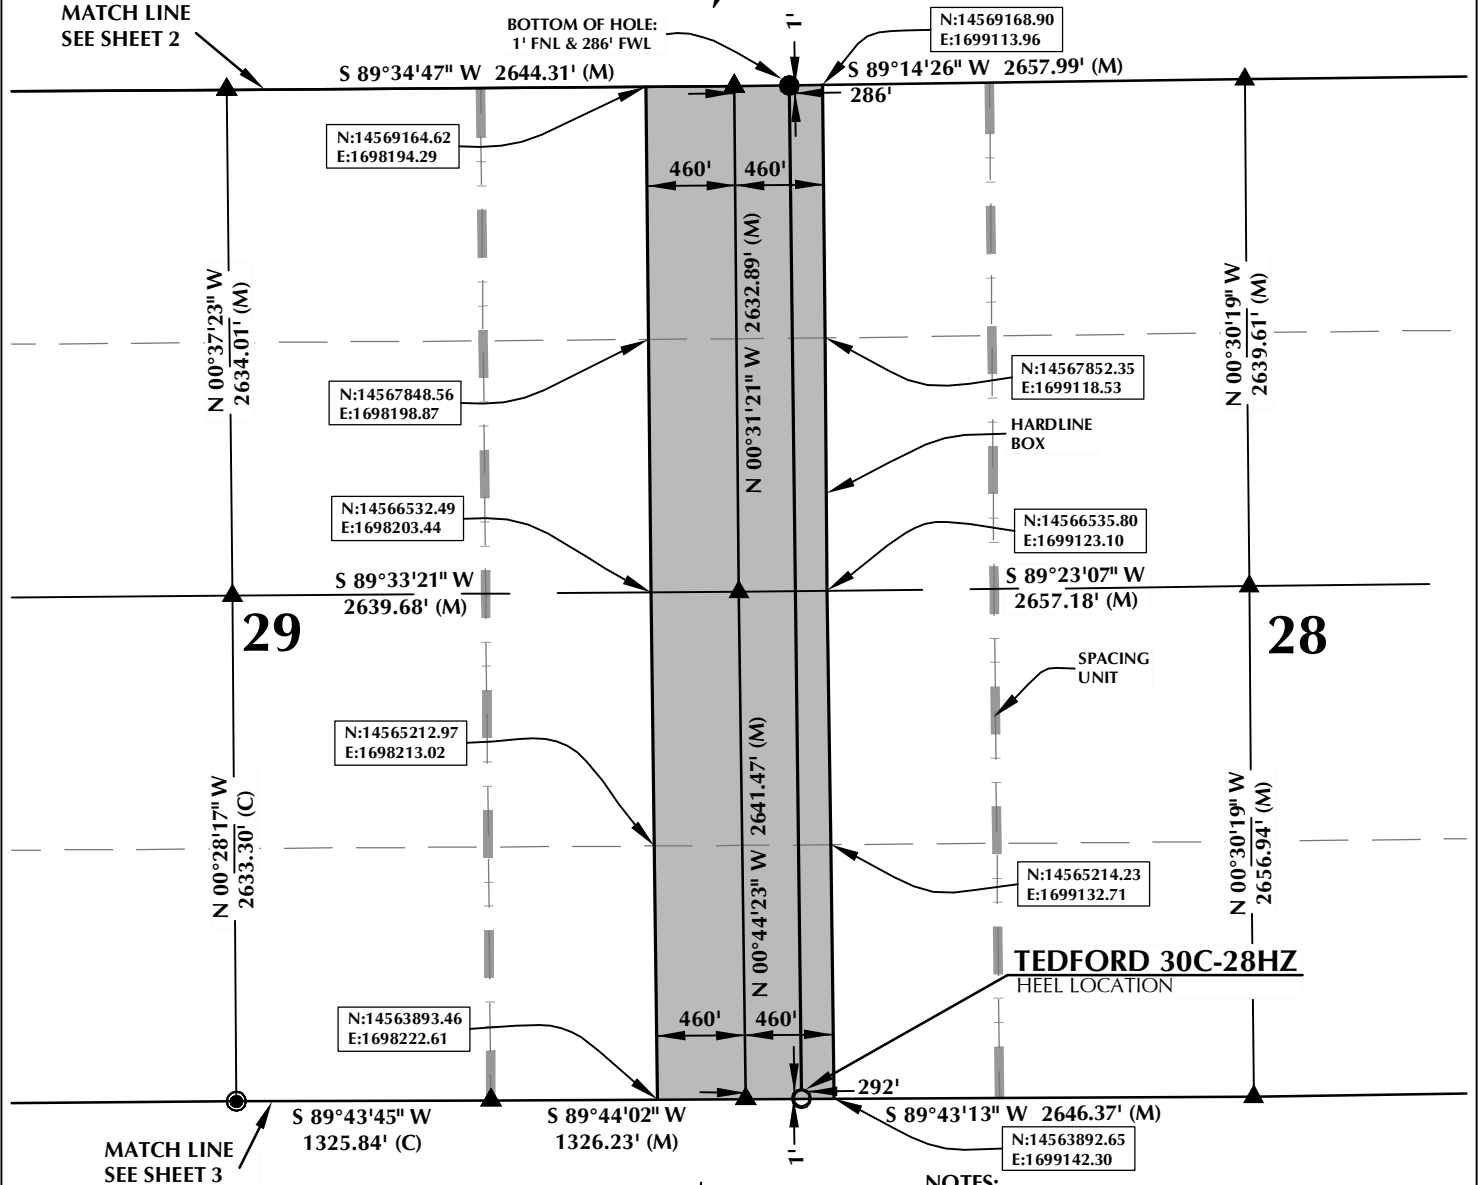 MATCH LINE
SEE SHEET 2
BOTTOM OF HOLE:
1' FNL & 286' FWL
1'
N:14569168.90
E:1699113.96
S 89°34'47" W 2644.31' (M)
S 89°14'26" W 2657.99' (M)
286'
N:14569164.62
E:1698194.29
460'
460'
N 00°37'23" W
2634.01' (M)
N 00°31'21" W 2632.89' (M)
N 00°30'19" W
2639.61' (M)
N:14567848.56
E:1698198.87
N:14567852.35
E:1699118.53
HARDLINE
BOX
N:14566532.49
E:1698203.44
N:14566535.80
E:1699123.10
S 89°33'21" W
2639.68' (M)
S 89°23'07" W
2657.18' (M)
29
28
SPACING
UNIT
N:14565212.97
E:1698213.02
N 00°28'17" W
2633.30' (C)
N 00°44'23" W 2641.47' (M)
N 00°30'19" W
2656.94' (M)
N:14565214.23
E:1699132.71
TEDFORD 30C-28HZ
HEEL LOCATION
N:14563893.46
E:1698222.61
460'
460'
292'
S 89°43'45" W
1325.84' (C)
S 89°44'02" W
1326.23' (M)
S 89°43'13" W 2646.37' (M)
1'
N:14563892.65
E:1699142.30
MATCH LINE
SEE SHEET 3
NOTES: